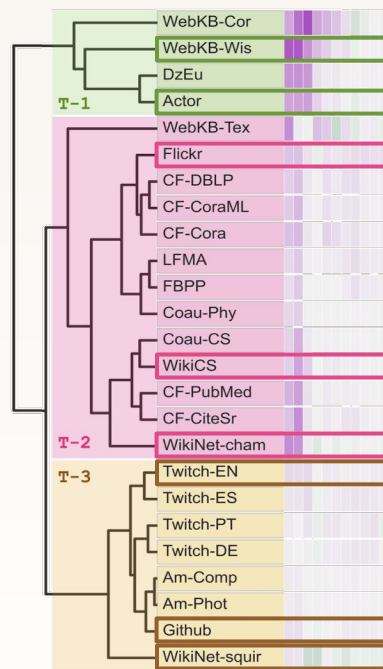 WebKB-Cor
WebKB-Wis
DzEu
T-1
Actor
WebKB-Tex
Flickr
CF-DBLP
CF-CoraML
CF-Cora
LFMA
FBPP
Coau-Phy
Coau-CS
WikiCS
CF-PubMed
CF-CiteSr
T-2
WikiNet-cham
T-3
Twitch-EN
Twitch-ES
Twitch-PT
Twitch-DE
Am-Comp
Am-Phot
Github
WikiNet-squir